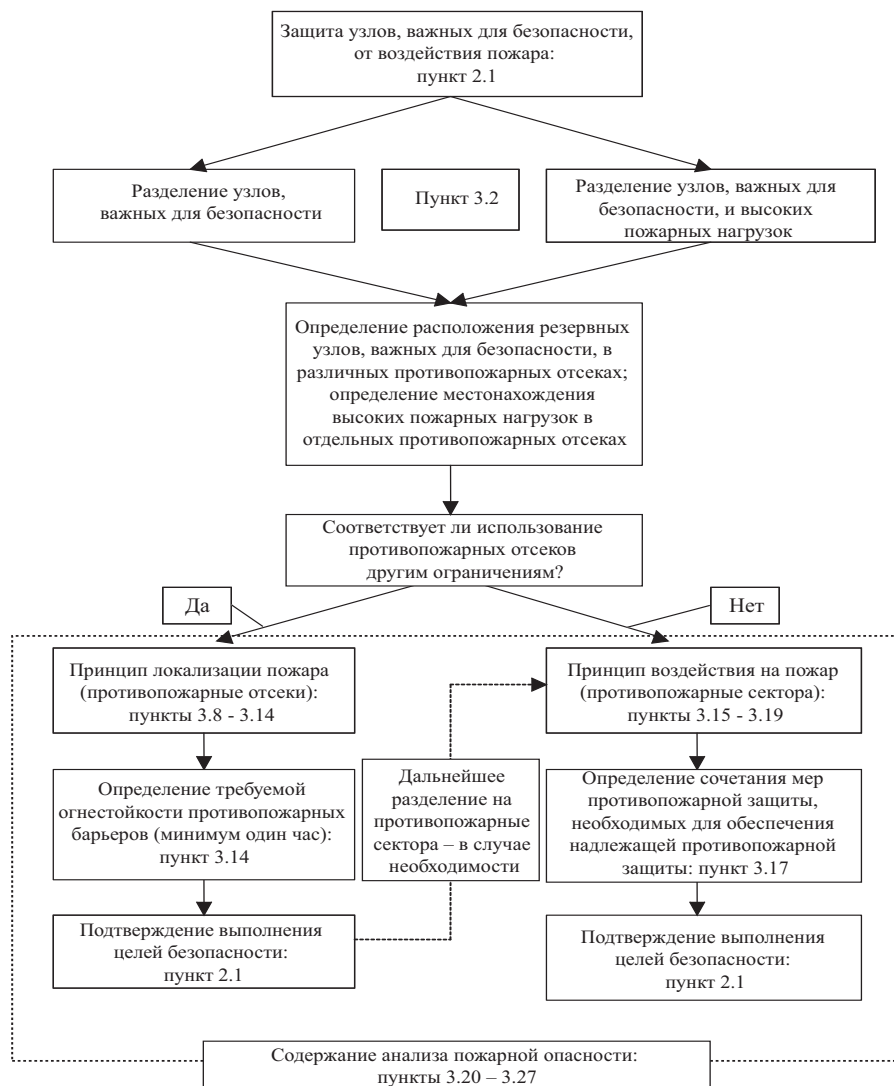 Защита узлов, важных для безопасности,
от воздействия пожара:
пункт 2.1
Разделение узлов,
важных для безопасности
Пункт 3.2
Разделение узлов, важных для
безопасности, и высоких
пожарных нагрузок
Определение расположения резервных
узлов, важных для безопасности, в
различных противопожарных отсеках;
определение местонахождения
высоких пожарных нагрузок в
отдельных противопожарных отсеках
Соответствует ли использование
противопожарных отсеков
другим ограничениям?
Да
Нет
Принцип локализации пожара
(противопожарные отсеки):
пункты 3.8 - 3.14
Принцип воздействия на пожар
(противопожарные сектора):
пункты 3.15 - 3.19
Определение требуемой
огнестойкости противопожарных
барьеров (минимум один час):
пункт 3.14
Дальнейшее
разделение на
противопожарные
сектора – в случае
необходимости
Определение сочетания мер
противопожарной защиты,
необходимых для обеспечения
надлежащей противопожарной
защиты: пункт 3.17
Подтверждение выполнения
целей безопасности:
пункт 2.1
Подтверждение выполнения
целей безопасности:
пункт 2.1
Содержание анализа пожарной опасности:
пункты 3.20 – 3.27